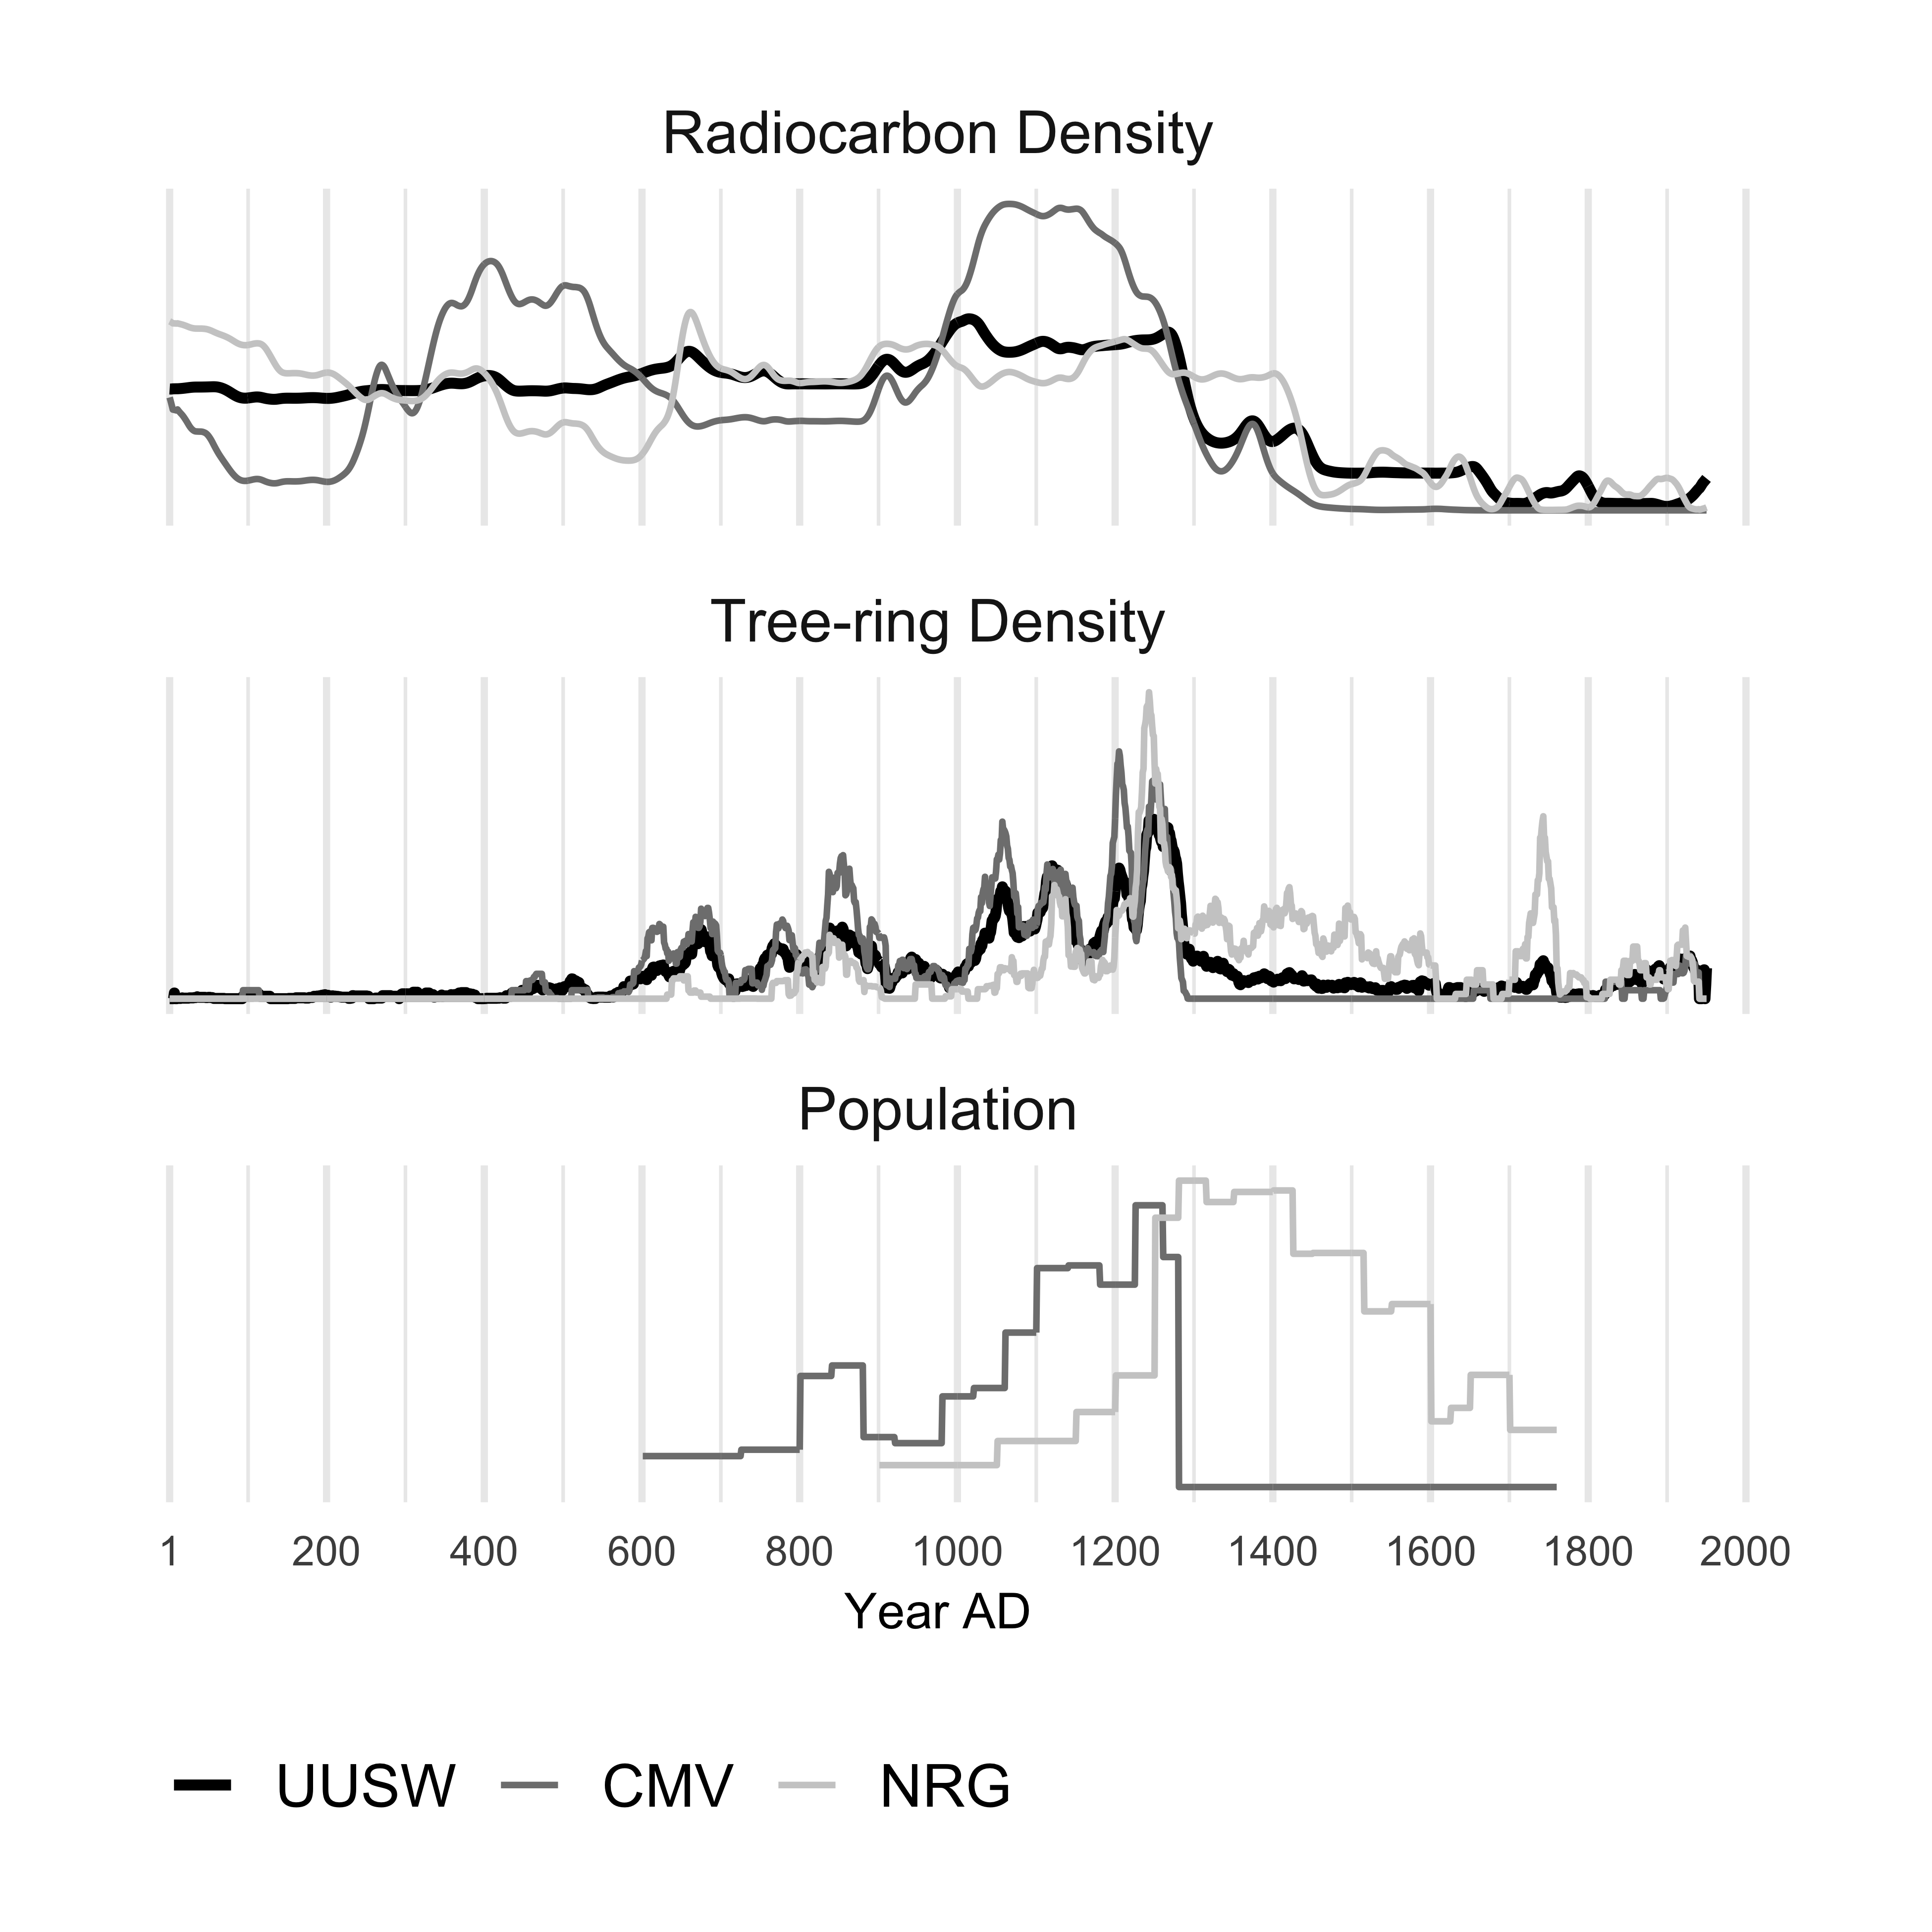 Radiocarbon Density
Tree-ring Density
Population
1 200 400 600 800 1000 1200 1400 1600 1800 2000
Year AD
UUSW CMV NRG